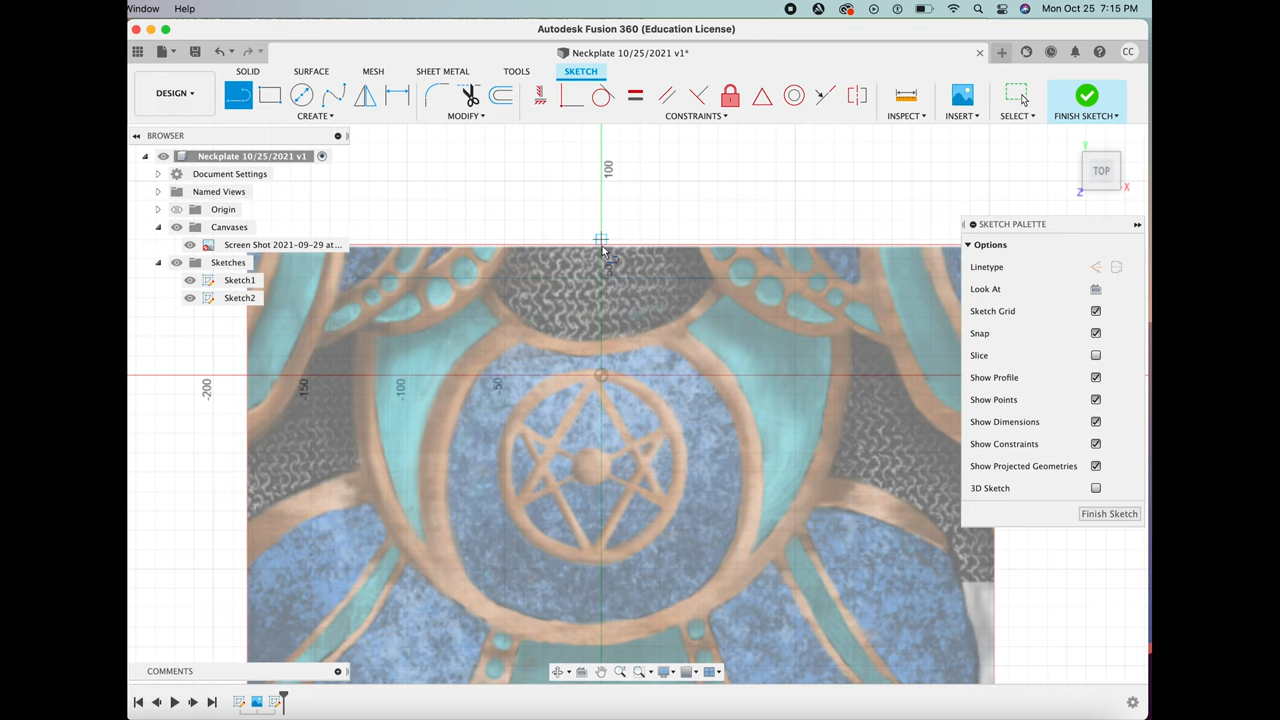 Window Help
Mon Oct 25 7:15 PM
Autodesk Fusion 360 (Education License)
Neckplate 10/25/2021 v1*
CC
SOLID SURFACE MESH SHEET METAL TOOLS SKETCH
DESIGN
CREATE MODIFY CONSTRAINTS INSPECT INSERT SELECT FINISH SKETCH
BROWSER
Neckplate 10/25/2021 v1
Document Settings
Named Views
Origin
Canvases
Screen Shot 2021-09-29 at...
Sketches
Sketch1
Sketch2
100
-200
-150
-100
-50
Y
TOP
X
Z
SKETCH PALETTE
Options
Linetype
Look At
Sketch Grid
Snap
Slice
Show Profile
Show Points
Show Dimensions
Show Constraints
Show Projected Geometries
3D Sketch
Finish Sketch
COMMENTS